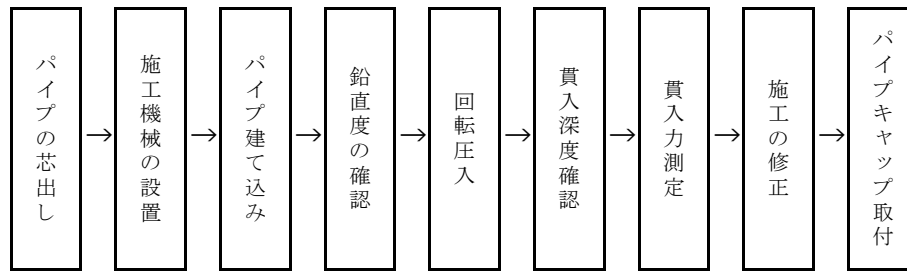 パイプの芯出し
→
施工機械の設置
→
パイプ建て込み
→
鉛直度の確認
→
回転圧入
→
貫入深度確認
→
貫入力測定
→
施工の修正
→
パイプキャップ取付